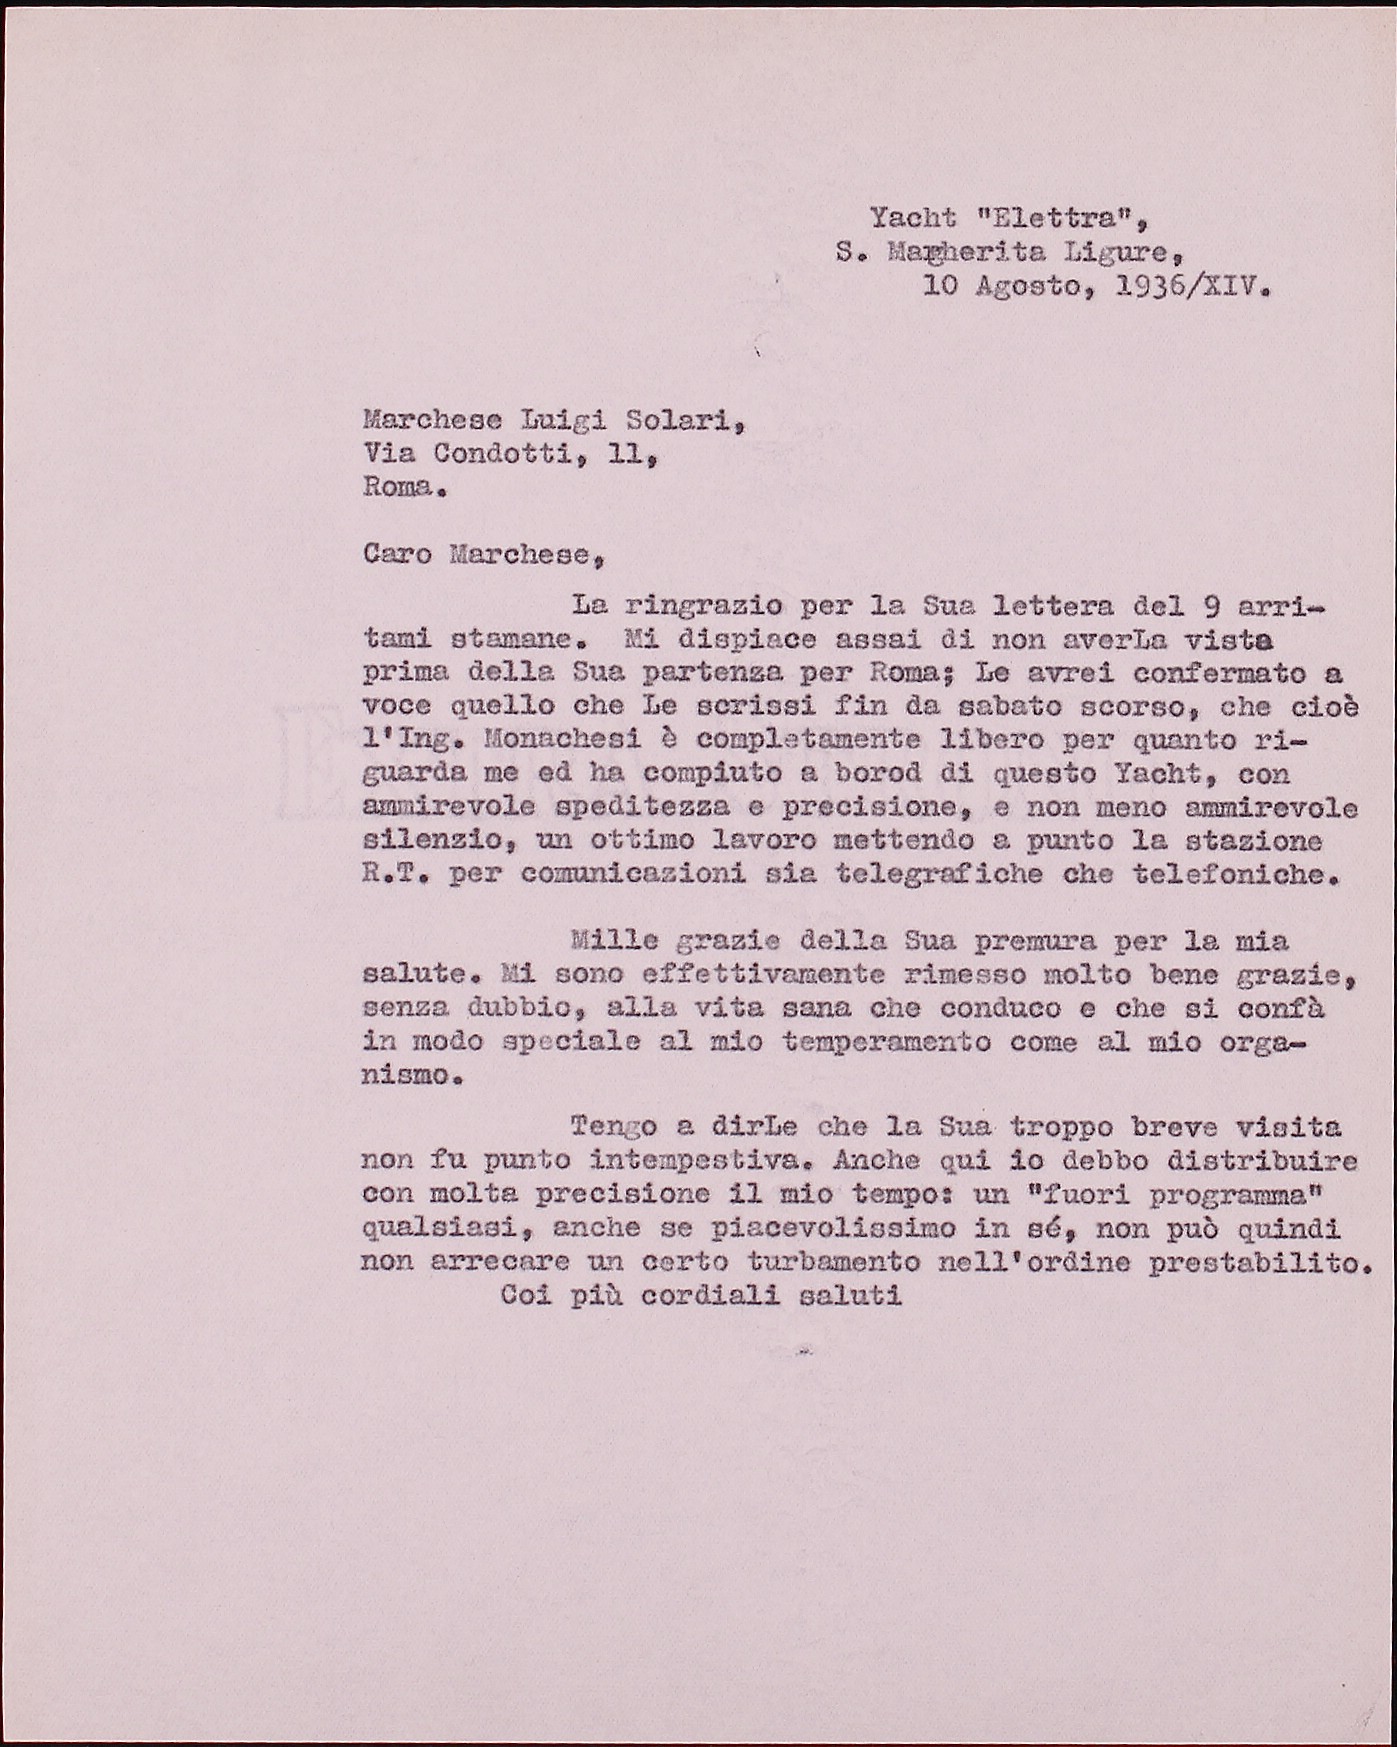 Yacht "Elettra",
S. Margherita Ligure,
10 Agosto, 1936/XIV.
Marchese Luigi Solari,
Via Condotti, 11,
Roma.
Caro Marchese,
La ringrazio per la Sua lettera del 9 arri-
tami stamane. Mi dispiace assai di non averLa vista
prima della Sua partenza per Roma; Le avrei confermato a
voce quello che Le scrissi fin da sabato scorso, che cioè
l'Ing. Monachesi è completamente libero per quanto ri-
guarda me ed ha compiuto a borod di questo Yacht, con
ammirevole speditezza e precisione, e non meno ammirevole
silenzio, un ottimo lavoro mettendo a punto la stazione
R.T. per comunicazioni sia telegrafiche che telefoniche.
Mille grazie della Sua premura per la mia
salute. Mi sono effettivamente rimesso molto bene grazie,
senza dubbio, alla vita sana che conduco e che si confà
in modo speciale al mio temperamento come al mio orga-
nismo.
Tengo a dirLe che la Sua troppo breve visita
non fu punto intempestiva. Anche qui io debbo distribuire
con molta precisione il mio tempo: un "fuori programma"
qualsiasi, anche se piacevolissimo in sé, non può quindi
non arrecare un certo turbamento nell'ordine prestabilito.
Coi più cordiali saluti